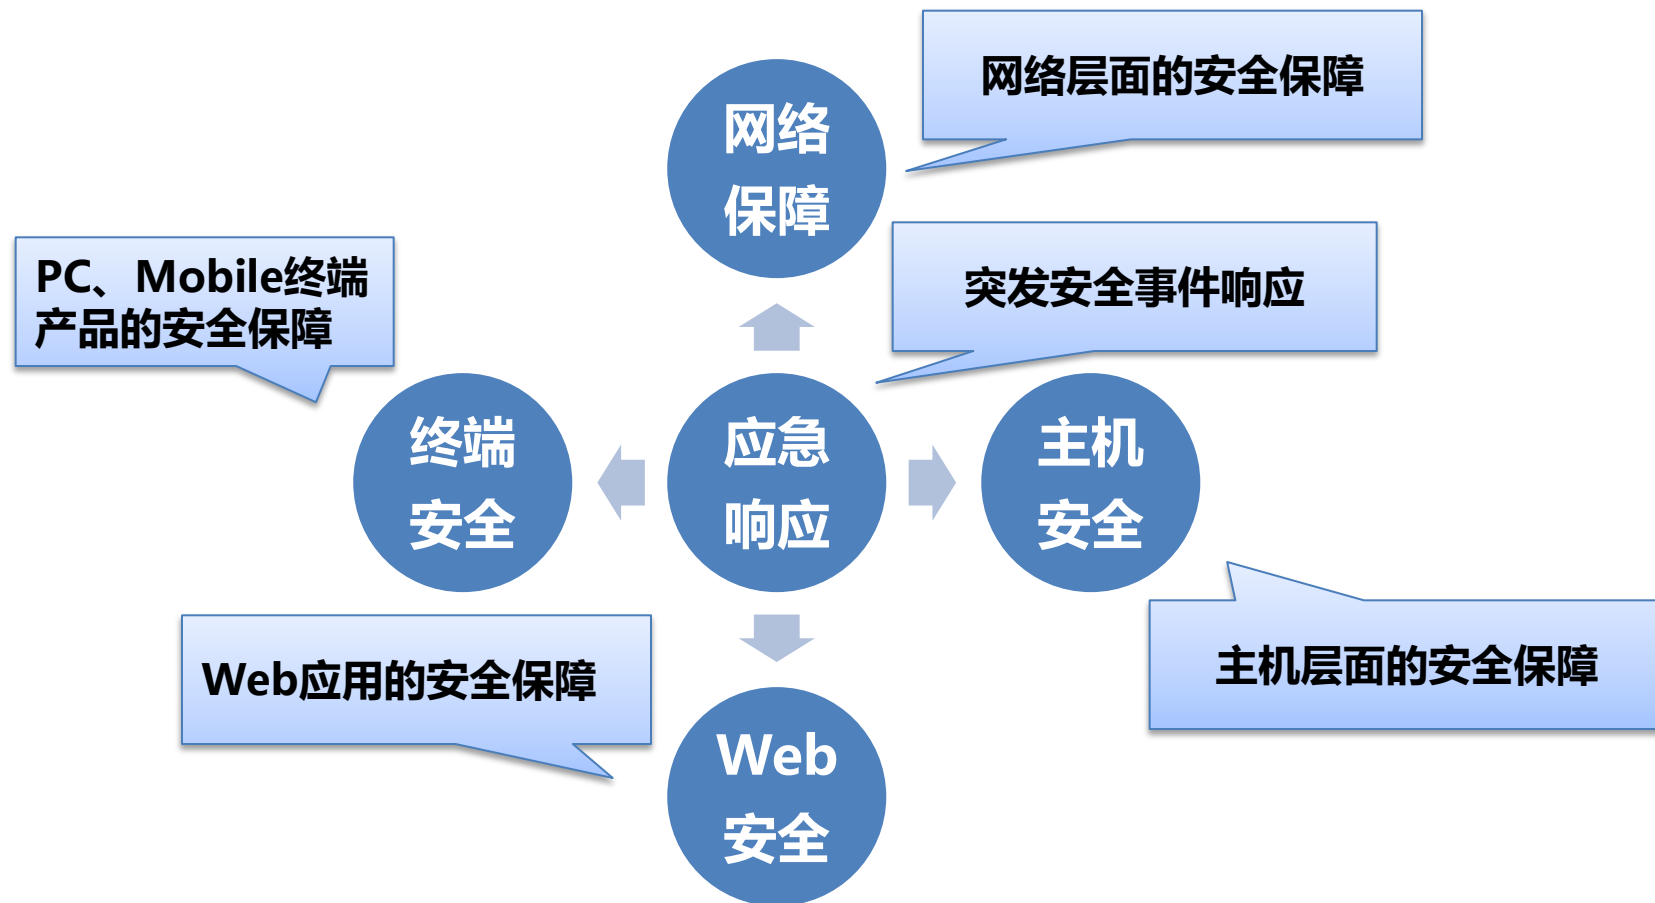 网络层面的安全保障
网络
保障
突发安全事件响应
PC、Mobile终端
产品的安全保障
终端
安全
应急
响应
主机
安全
Web应用的安全保障
主机层面的安全保障
Web
安全